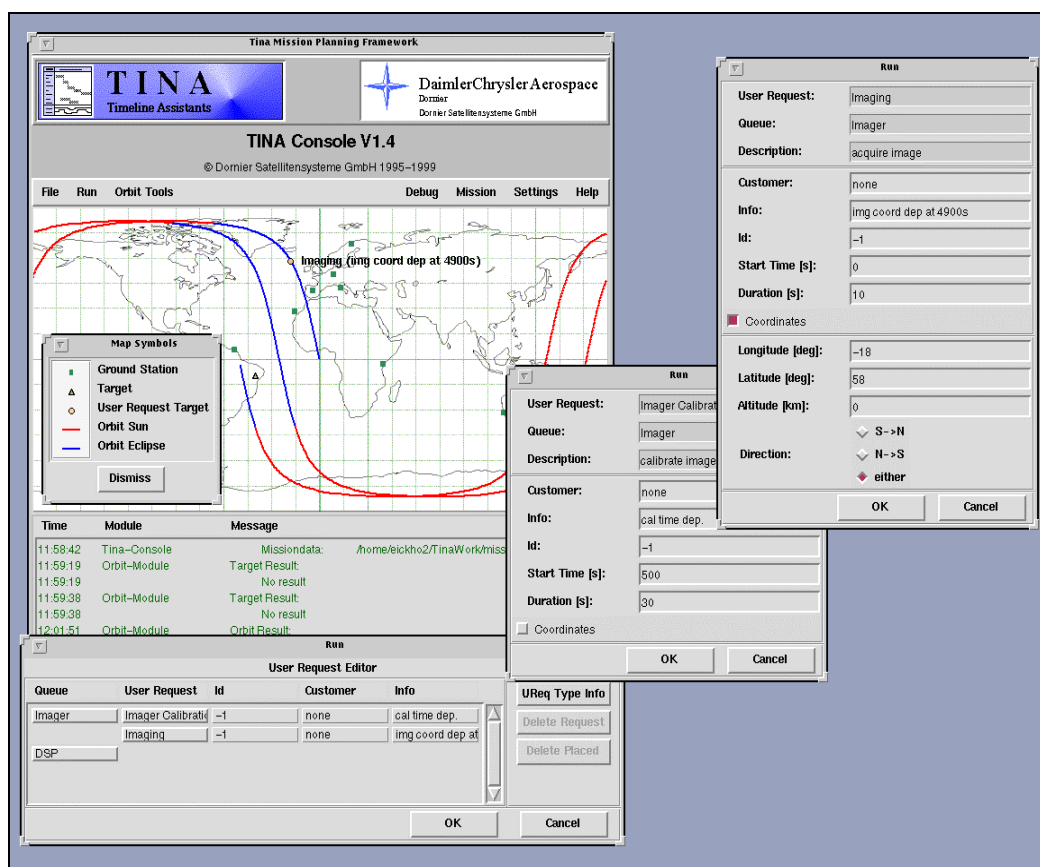 Tina Mission Planning Framework
TINA
Timeline Assistants
DaimlerChrysler Aerospace
Dornier
Dornier Satellitensysteme GmbH
TINA Console V1.4
© Dornier Satellitensysteme GmbH 1995-1999
File Run Orbit Tools Debug Mission Settings Help
Imaging (img coord dep at 4900s)
Map Symbols
Ground Station
Target
User Request Target
Orbit Sun
Orbit Eclipse
Dismiss
Time Module Message
11:58:42 Tina-Console Missiondata: /home/eickho2/TinaWork/miss
11:59:19 Orbit-Module Target Result:
11:59:19 No result
11:59:38 Orbit-Module Target Result:
11:59:38 No result
12:01:51 Orbit-Module Orbit Result:
Run
User Request: Imaging
Queue: Imager
Description: acquire image
Customer: none
Info: img coord dep at 4900s
Id: -1
Start Time [s]: 0
Duration [s]: 10
Coordinates
Longitude [deg]: -18
Latitude [deg]: 58
Altitude [km]: 0
S->N
Direction: N->S
either
OK Cancel
Run
User Request: Imager Calibrat
Queue: Imager
Description: calibrate image
Customer: none
Info: cal time dep.
Id: -1
Start Time [s]: 500
Duration [s]: 30
Coordinates
OK Cancel
Run
User Request Editor
Queue User Request Id Customer Info
Imager Imager Calibratio -1 none cal time dep.
Imaging -1 none img coord dep at
DSP
UReq Type Info
Delete Request
Delete Placed
OK Cancel